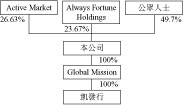 Active Market
Always Fortune
Holdings
公眾人士
26.63%
23.67%
49.7%
本公司
100%
Global Mission
100%
凱發行